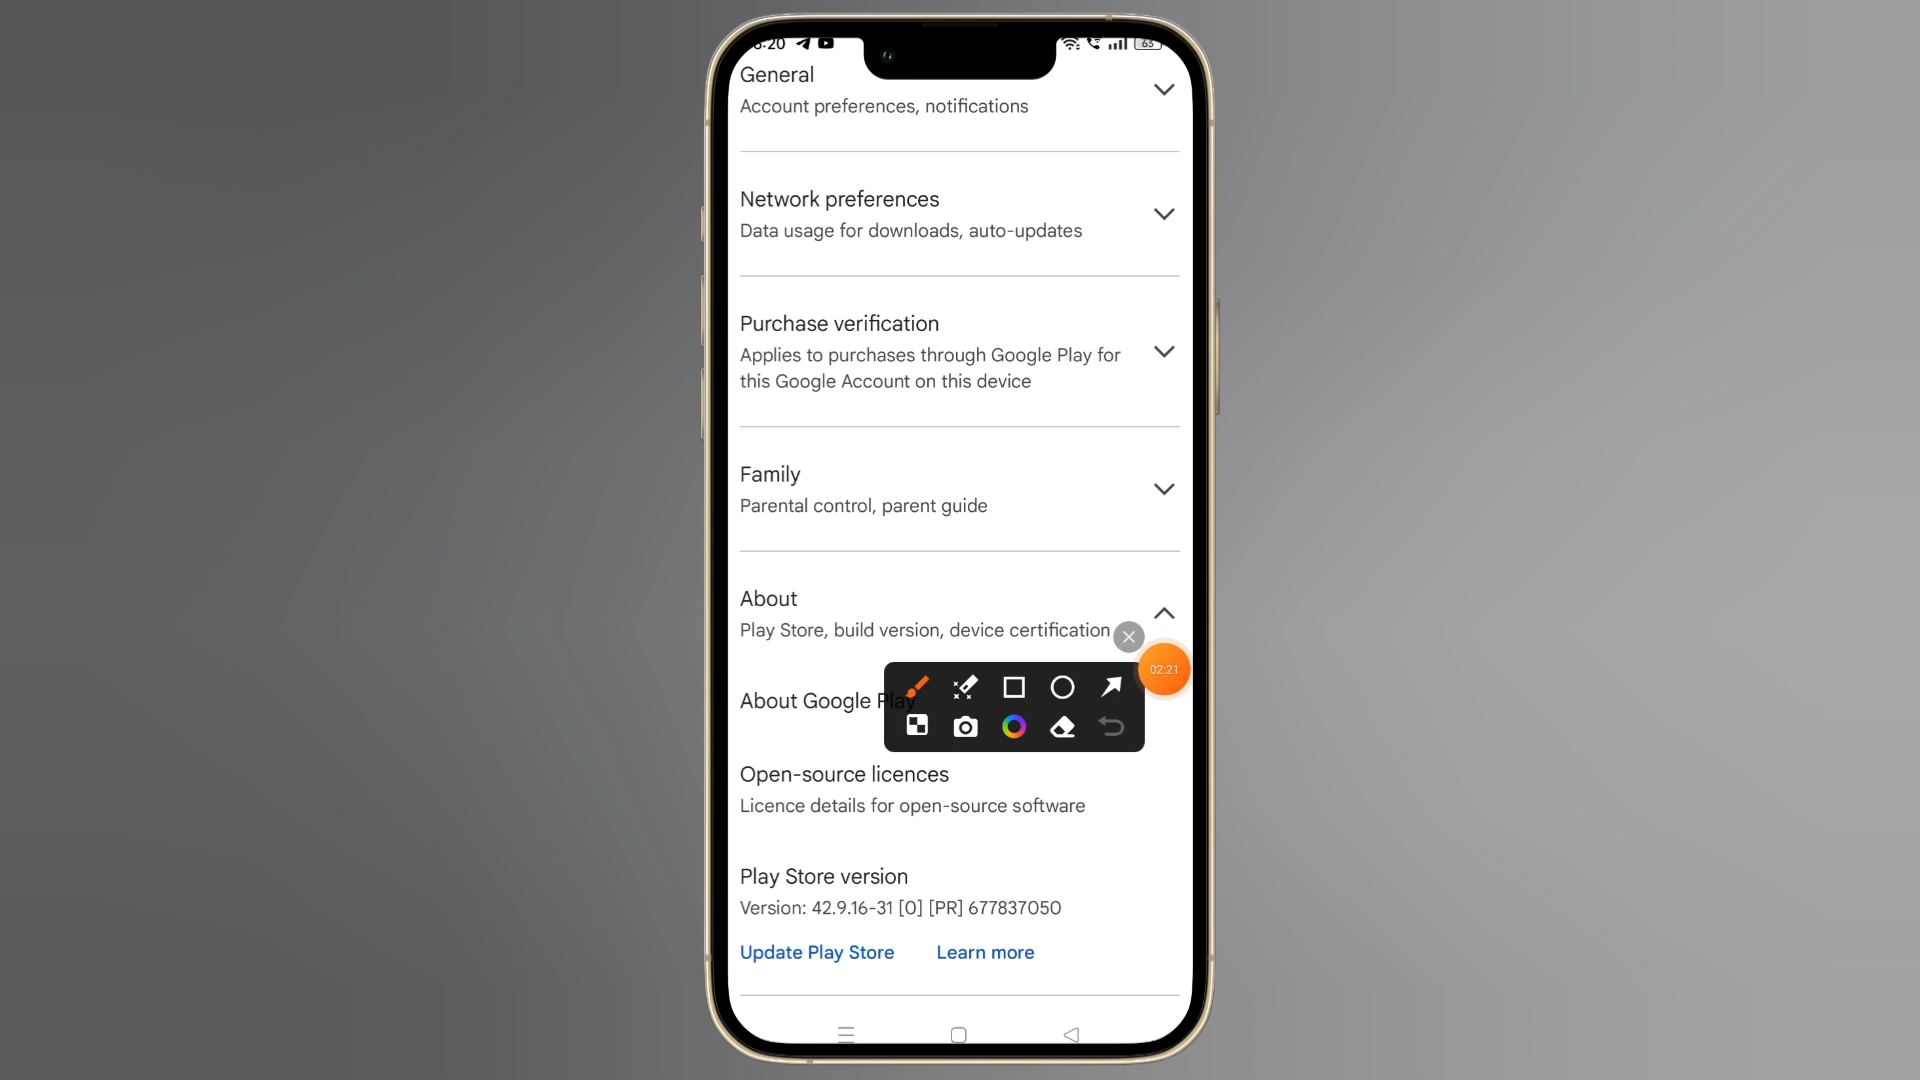 :20
63
General
Account preferences, notifications
Network preferences
Data usage for downloads, auto-updates
Purchase verification
Applies to purchases through Google Play for
this Google Account on this device
Family
Parental control, parent guide
About
Play Store, build version, device certification
02:21
About Google Play
Open-source licences
Licence details for open-source software
Play Store version
Version: 42.9.16-31 [0] [PR] 677837050
Update Play Store Learn more